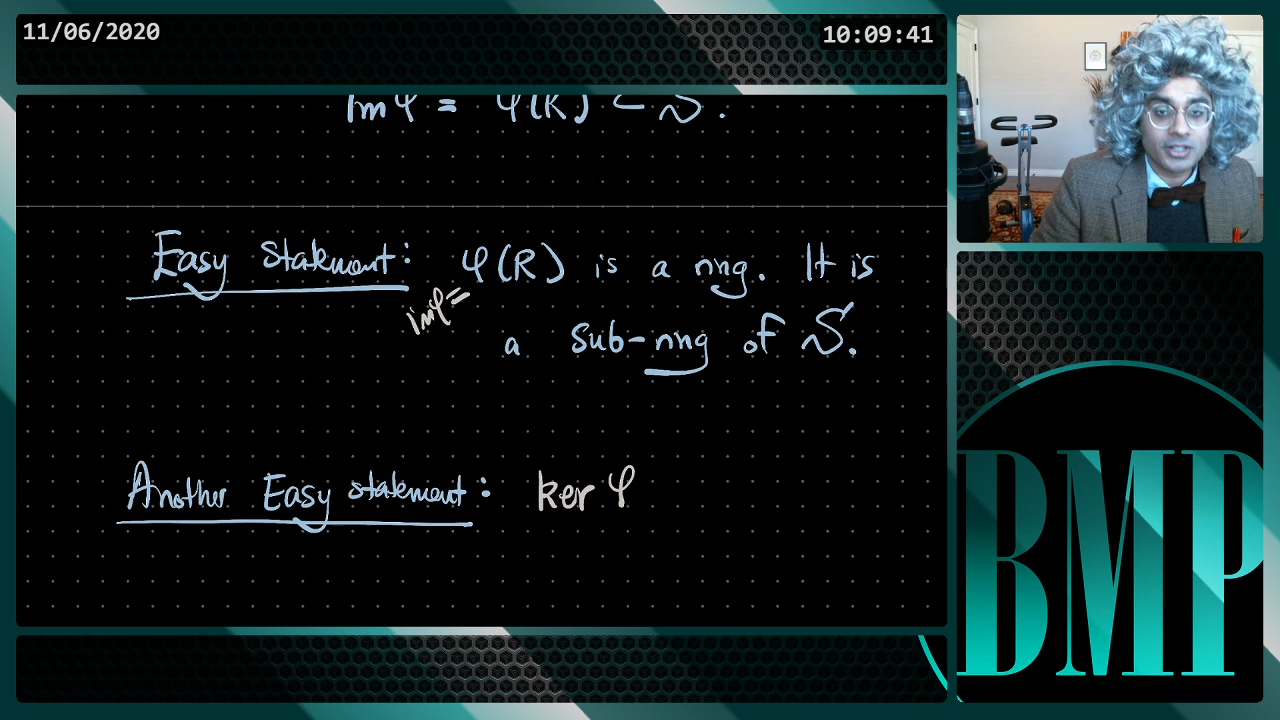 11/06/2020
10:09:41
Im φ = φ(R) ⊂ S.
Easy statement: φ(R) is a ring. It is
im φ =
a sub-ring of S.
Another Easy statement: ker φ
BMP